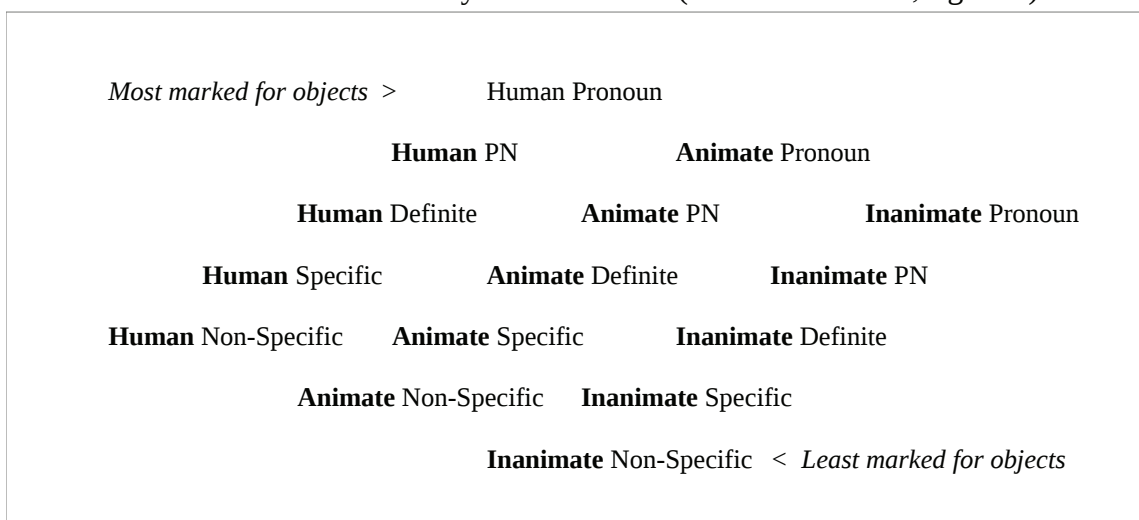 Most marked for objects > Human Pronoun
Human PN Animate Pronoun
Human Definite Animate PN Inanimate Pronoun
Human Specific Animate Definite Inanimate PN
Human Non-Specific Animate Specific Inanimate Definite
Animate Non-Specific Inanimate Specific
Inanimate Non-Specific < Least marked for objects